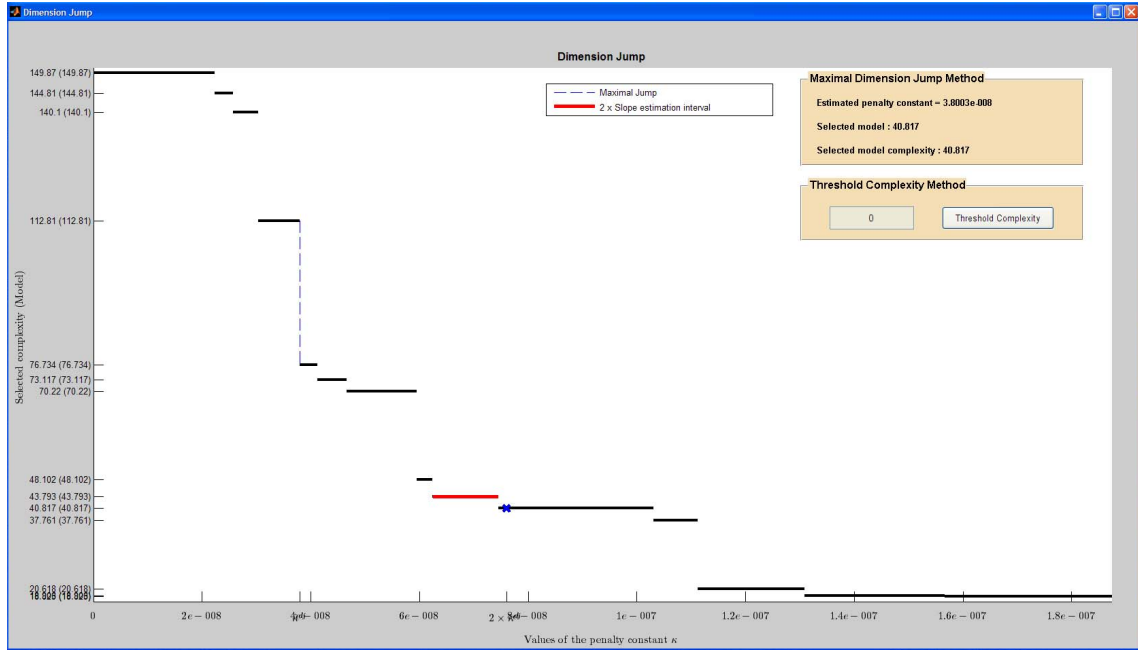 Dimension Jump
Dimension Jump
Maximal Jump
2 x Slope estimation interval
Maximal Dimension Jump Method
Estimated penalty constant = 3.8003e-008
Selected model : 40.817
Selected model complexity : 40.817
Threshold Complexity Method
0
Threshold Complexity
Selected complexity (Model)
149.87 (149.87)
144.81 (144.81)
140.1 (140.1)
112.81 (112.81)
76.734 (76.734)
73.117 (73.117)
70.22 (70.22)
48.102 (48.102)
43.793 (43.793)
40.817 (40.817)
37.761 (37.761)
20.618 (20.618)
0 2e − 008 6e − 008 2 × 1e − 007 1.2e − 007 1.4e − 007 1.6e − 007 1.8e − 007
Values of the penalty constant κ